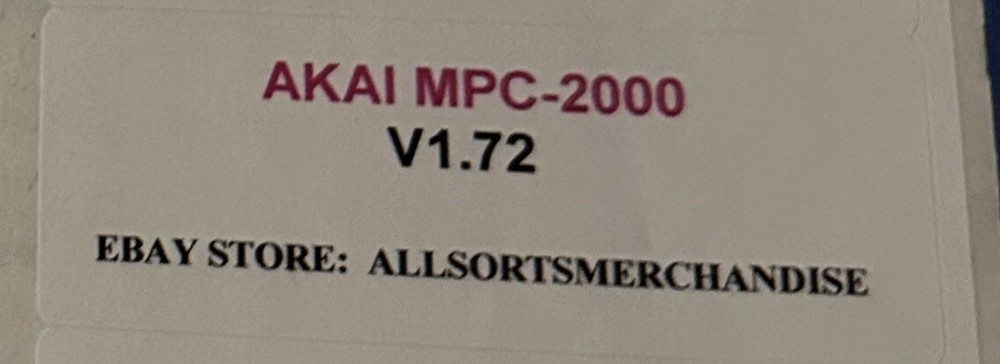 AKAI MPC-2000
V1.72
EBAY STORE: ALLSORTSMERCHANDISE